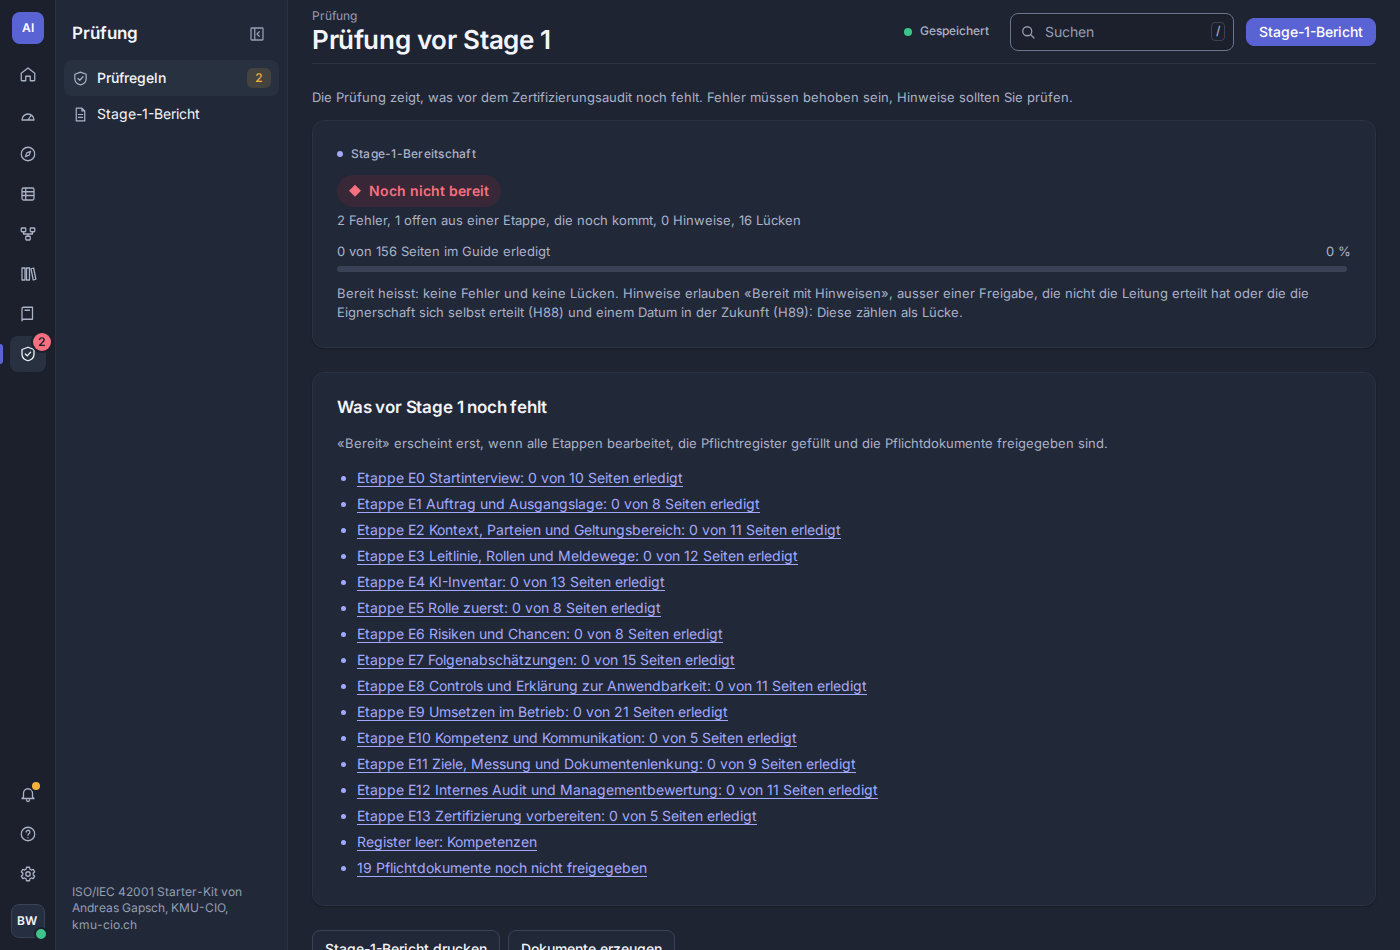 AI
Prüfung
Prüfregeln
2
Stage-1-Bericht
2
ISO/IEC 42001 Starter-Kit von
Andreas Gapsch, KMU-CIO,
kmu-cio.ch
BW
Prüfung
Prüfung vor Stage 1
Gespeichert
Suchen
/
Stage-1-Bericht
Die Prüfung zeigt, was vor dem Zertifizierungsaudit noch fehlt. Fehler müssen behoben sein, Hinweise sollten Sie prüfen.
Stage-1-Bereitschaft
Noch nicht bereit
2 Fehler, 1 offen aus einer Etappe, die noch kommt, 0 Hinweise, 16 Lücken
0 von 156 Seiten im Guide erledigt
0 %
Bereit heisst: keine Fehler und keine Lücken. Hinweise erlauben «Bereit mit Hinweisen», ausser einer Freigabe, die nicht die Leitung erteilt hat oder die die
Eignerschaft sich selbst erteilt (H88) und einem Datum in der Zukunft (H89): Diese zählen als Lücke.
Was vor Stage 1 noch fehlt
«Bereit» erscheint erst, wenn alle Etappen bearbeitet, die Pflichtregister gefüllt und die Pflichtdokumente freigegeben sind.
Etappe E0 Startinterview: 0 von 10 Seiten erledigt
Etappe E1 Auftrag und Ausgangslage: 0 von 8 Seiten erledigt
Etappe E2 Kontext, Parteien und Geltungsbereich: 0 von 11 Seiten erledigt
Etappe E3 Leitlinie, Rollen und Meldewege: 0 von 12 Seiten erledigt
Etappe E4 KI-Inventar: 0 von 13 Seiten erledigt
Etappe E5 Rolle zuerst: 0 von 8 Seiten erledigt
Etappe E6 Risiken und Chancen: 0 von 8 Seiten erledigt
Etappe E7 Folgenabschätzungen: 0 von 15 Seiten erledigt
Etappe E8 Controls und Erklärung zur Anwendbarkeit: 0 von 11 Seiten erledigt
Etappe E9 Umsetzen im Betrieb: 0 von 21 Seiten erledigt
Etappe E10 Kompetenz und Kommunikation: 0 von 5 Seiten erledigt
Etappe E11 Ziele, Messung und Dokumentenlenkung: 0 von 9 Seiten erledigt
Etappe E12 Internes Audit und Managementbewertung: 0 von 11 Seiten erledigt
Etappe E13 Zertifizierung vorbereiten: 0 von 5 Seiten erledigt
Register leer: Kompetenzen
19 Pflichtdokumente noch nicht freigegeben
Stage-1-Bericht drucken
Dokumente erzeugen